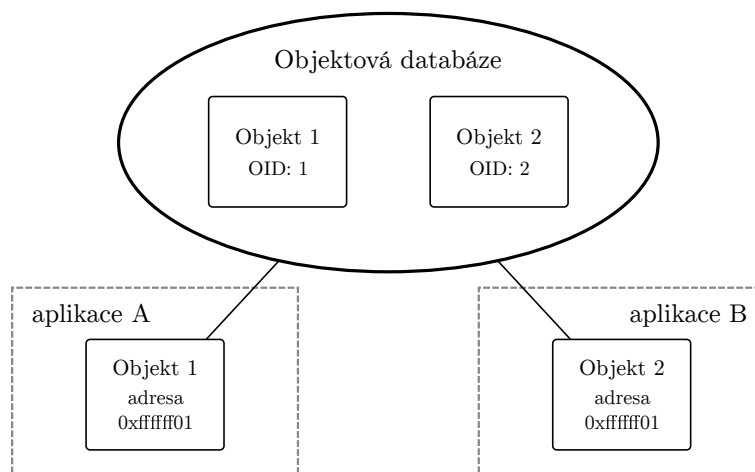 Objektová databáze
Objekt 1
OID: 1
Objekt 2
OID: 2
aplikace A
Objekt 1
adresa
0xffffff01
aplikace B
Objekt 2
adresa
0xffffff01